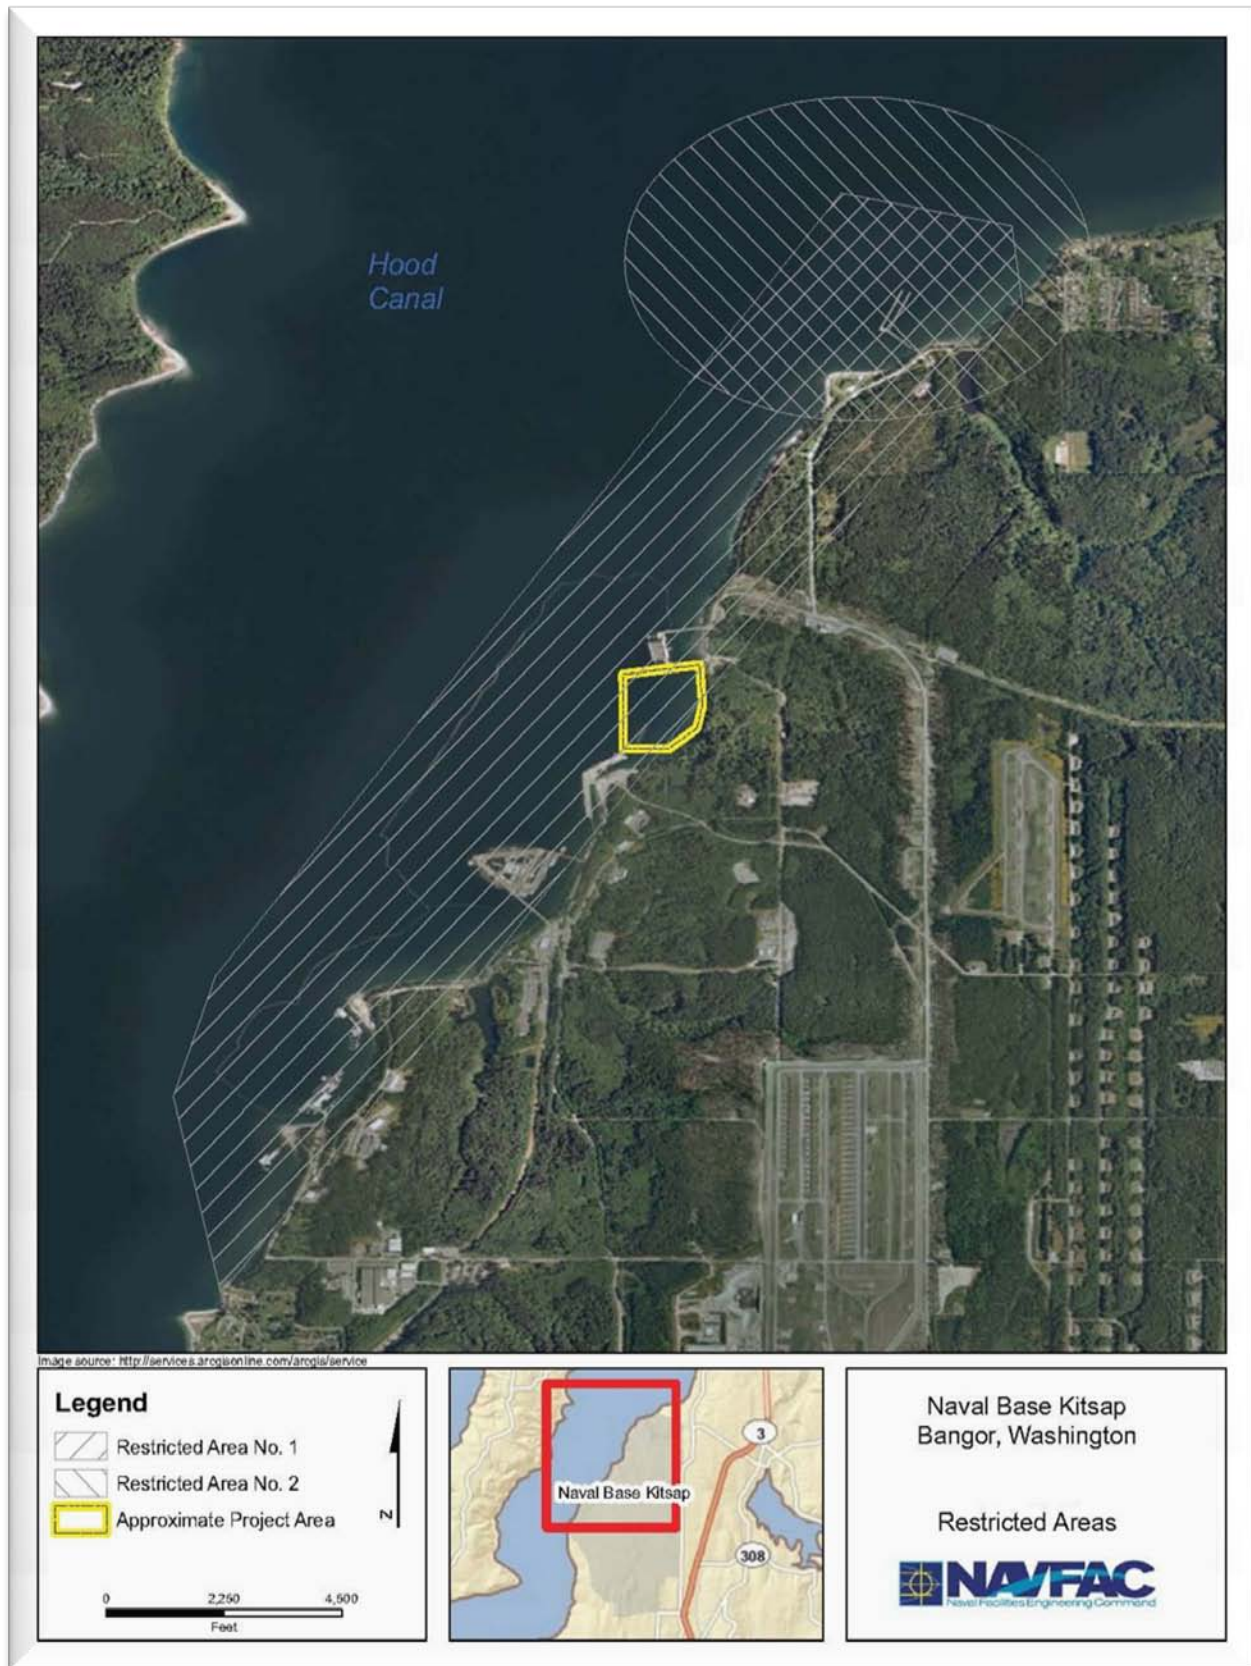 Hood
Canal
Image source: http://services.arcgisonline.com/arcgis/service
Legend
Restricted Area No. 1
Restricted Area No. 2
Approximate Project Area
N
0 2,250 4,500
Feet
3
Naval Base Kitsap
308
Naval Base Kitsap
Bangor, Washington
Restricted Areas
NAVFAC
Naval Facilities Engineering Command